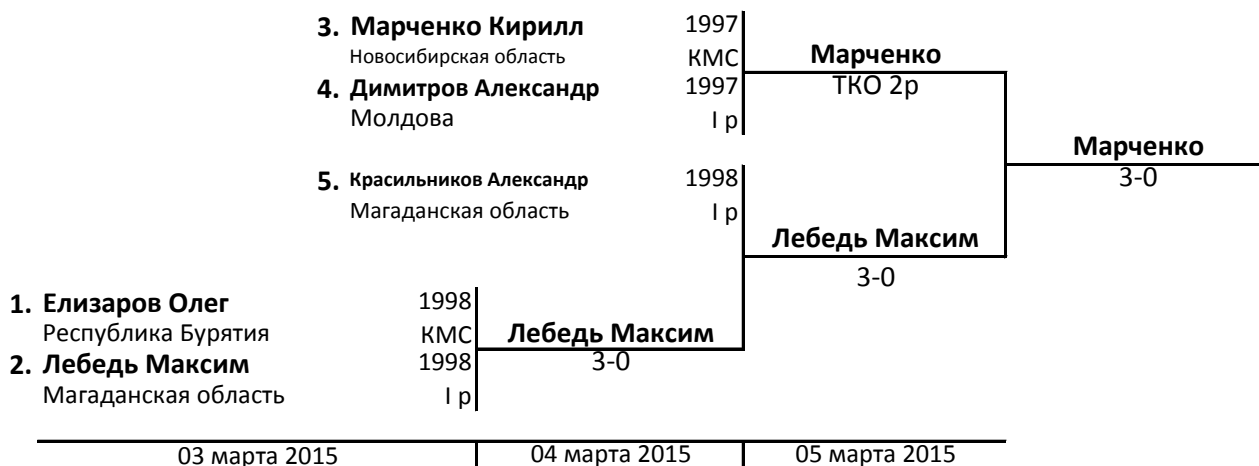 3. Марченко Кирилл 1997
Новосибирская область КМС
4. Димитров Александр 1997
Молдова I р
Марченко
ТКО 2р
Марченко
3-0
5. Красильников Александр 1998
Магаданская область I р
Лебедь Максим
3-0
1. Елизаров Олег 1998
Республика Бурятия КМС
2. Лебедь Максим 1998
Магаданская область I р
Лебедь Максим
3-0
03 марта 2015 04 марта 2015 05 марта 2015